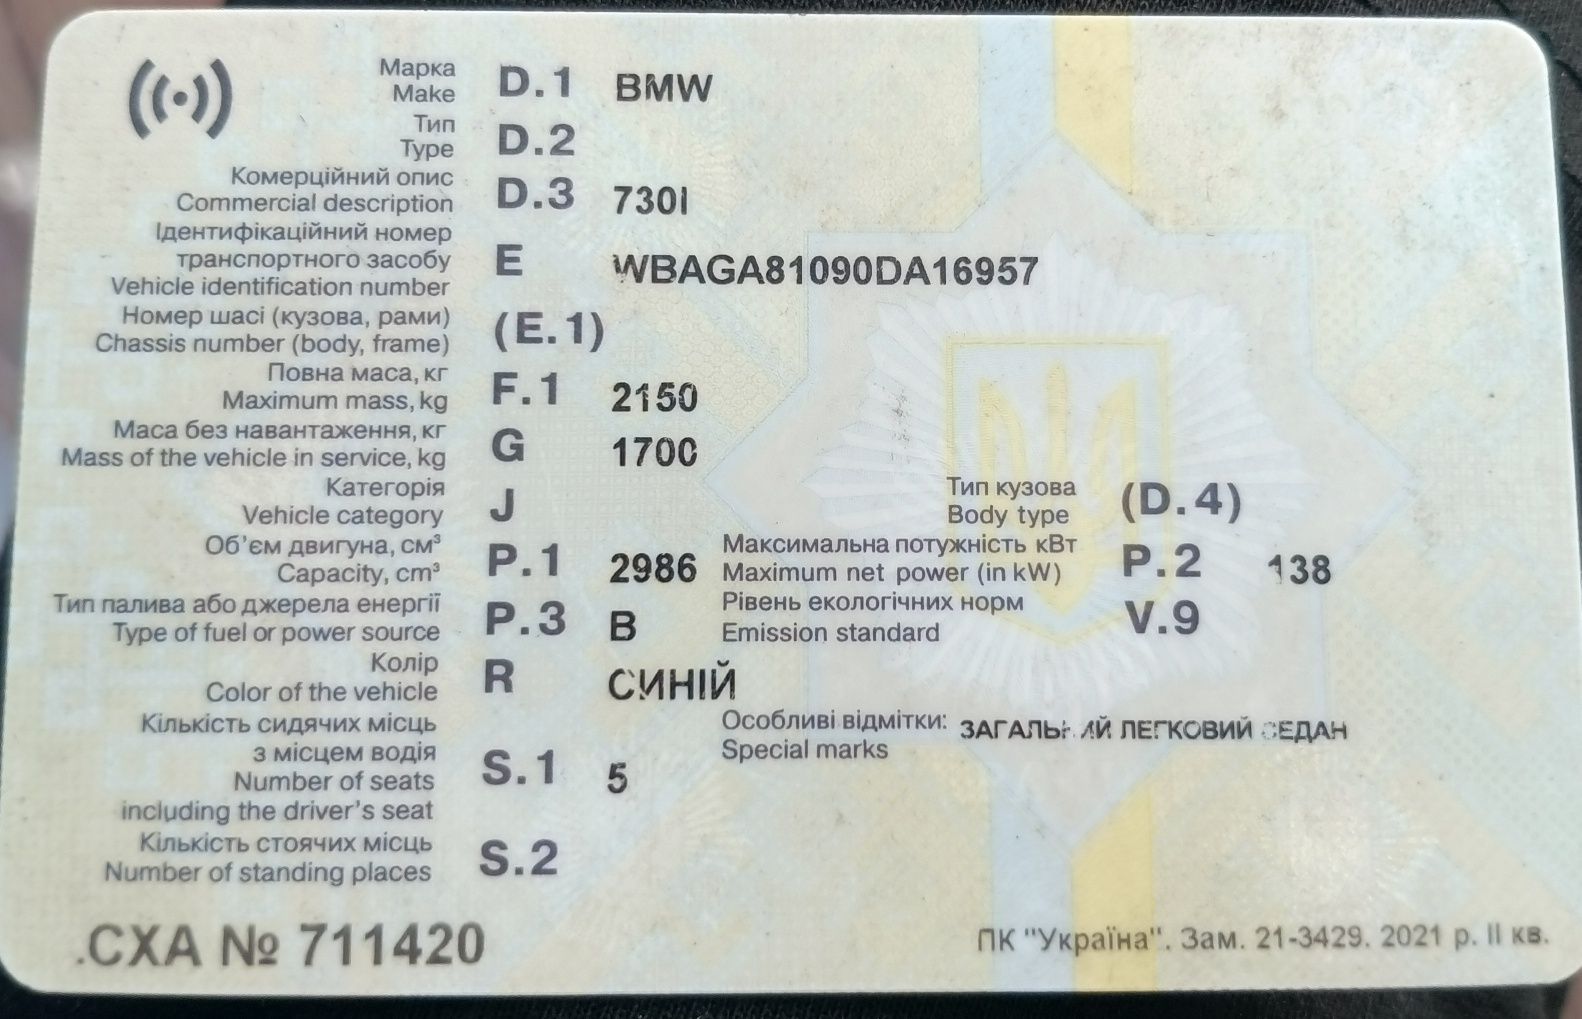 Марка D.1 BMW
Make
Тип D.2
Type
Комерційний опис D.3 730I
Commercial description
Ідентифікаційний номер
транспортного засобу E WBAGA81090DA16957
Vehicle identification number
Номер шасі (кузова, рами) (E.1)
Chassis number (body, frame)
Повна маса, кг F.1 2150
Maximum mass, kg
Маса без навантаження, кг G 1700
Mass of the vehicle in service, kg
Категорія J Тип кузова (D.4)
Vehicle category Body type
Об'єм двигуна, см³ P.1 2986 Максимальна потужність кВт P.2 138
Capacity, cm³ Maximum net power (in kW)
Тип палива або джерела енергії P.3 B Рівень екологічних норм V.9
Type of fuel or power source Emission standard
Колір R СИНІЙ
Color of the vehicle
Кількість сидячих місць Особливі відмітки: ЗАГАЛЬНИЙ ЛЕГКОВИЙ СЕДАН
з місцем водія S.1 5 Special marks
Number of seats
including the driver's seat
Кількість стоячих місць S.2
Number of standing places
СХА № 711420 ПК "Україна". Зам. 21-3429. 2021 р. II кв.